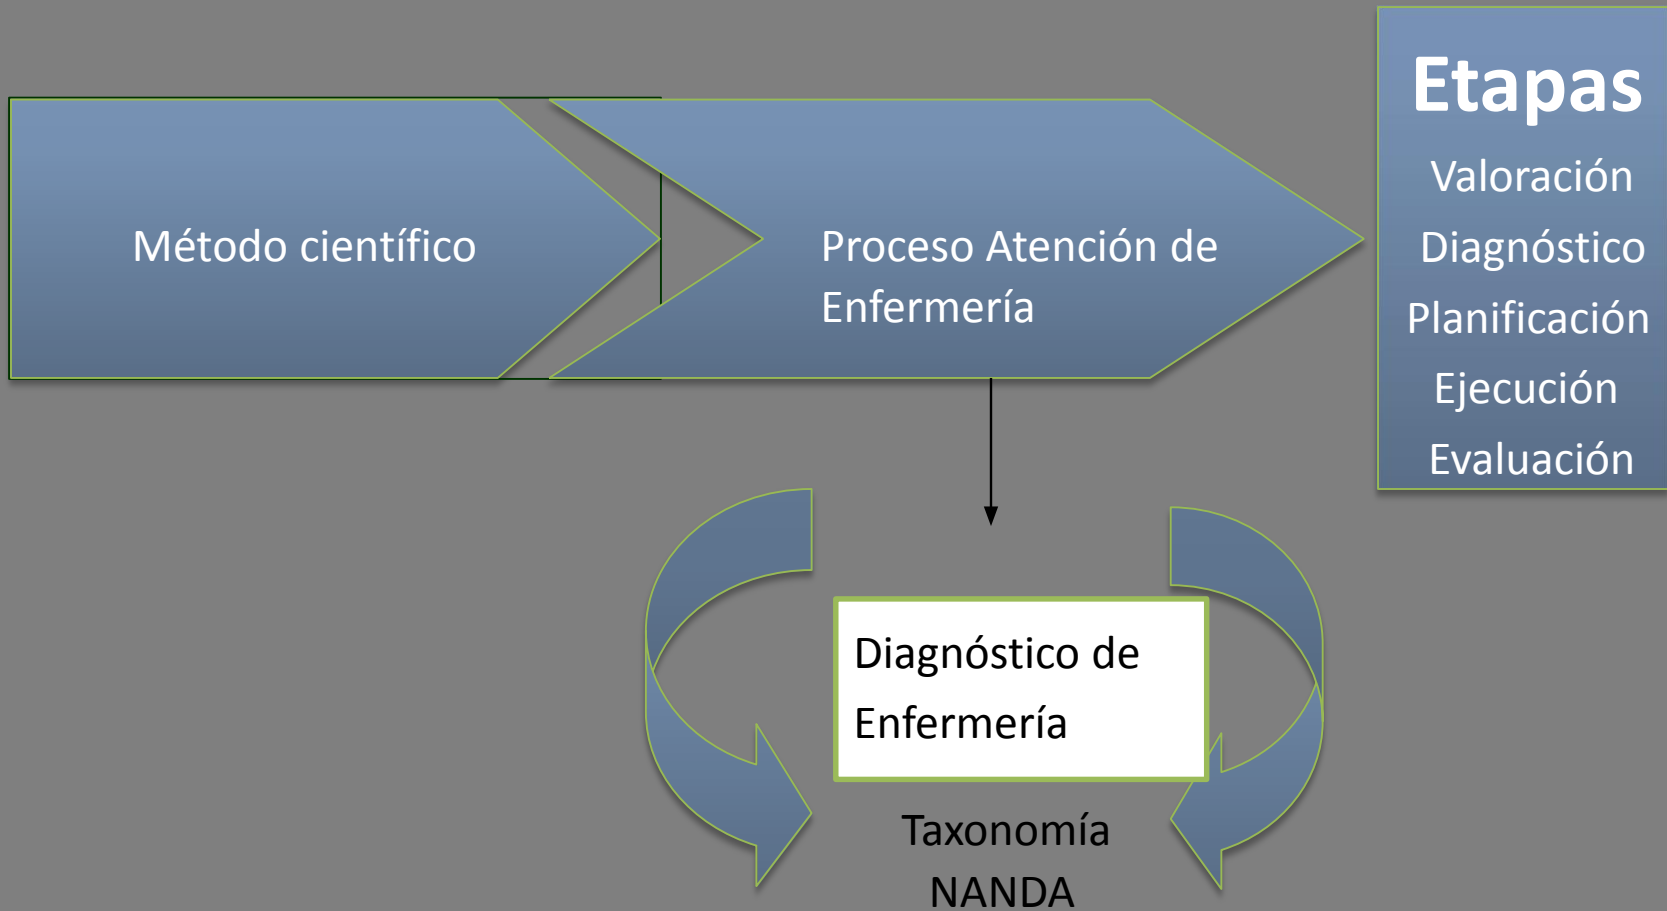 Método científico
Proceso Atención de
Enfermería
Etapas
Valoración
Diagnóstico
Planificación
Ejecución
Evaluación
Diagnóstico de
Enfermería
Taxonomía
NANDA